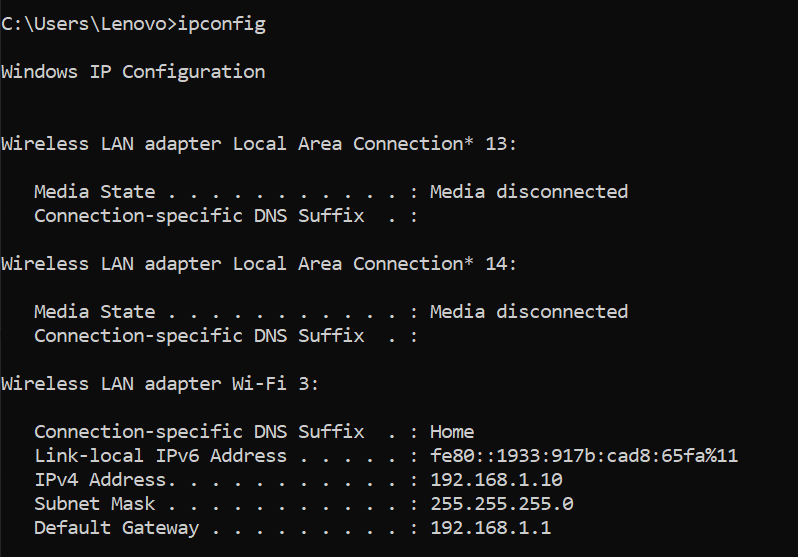 C:\Users\Lenovo>ipconfig
Windows IP Configuration
Wireless LAN adapter Local Area Connection* 13:
Media State . . . . . . . . . . . : Media disconnected
Connection-specific DNS Suffix  . :
Wireless LAN adapter Local Area Connection* 14:
Media State . . . . . . . . . . . : Media disconnected
Connection-specific DNS Suffix  . :
Wireless LAN adapter Wi-Fi 3:
Connection-specific DNS Suffix  . : Home
Link-local IPv6 Address . . . . . : fe80::1933:917b:cad8:65fa%11
IPv4 Address. . . . . . . . . . . : 192.168.1.10
Subnet Mask . . . . . . . . . . . : 255.255.255.0
Default Gateway . . . . . . . . . : 192.168.1.1